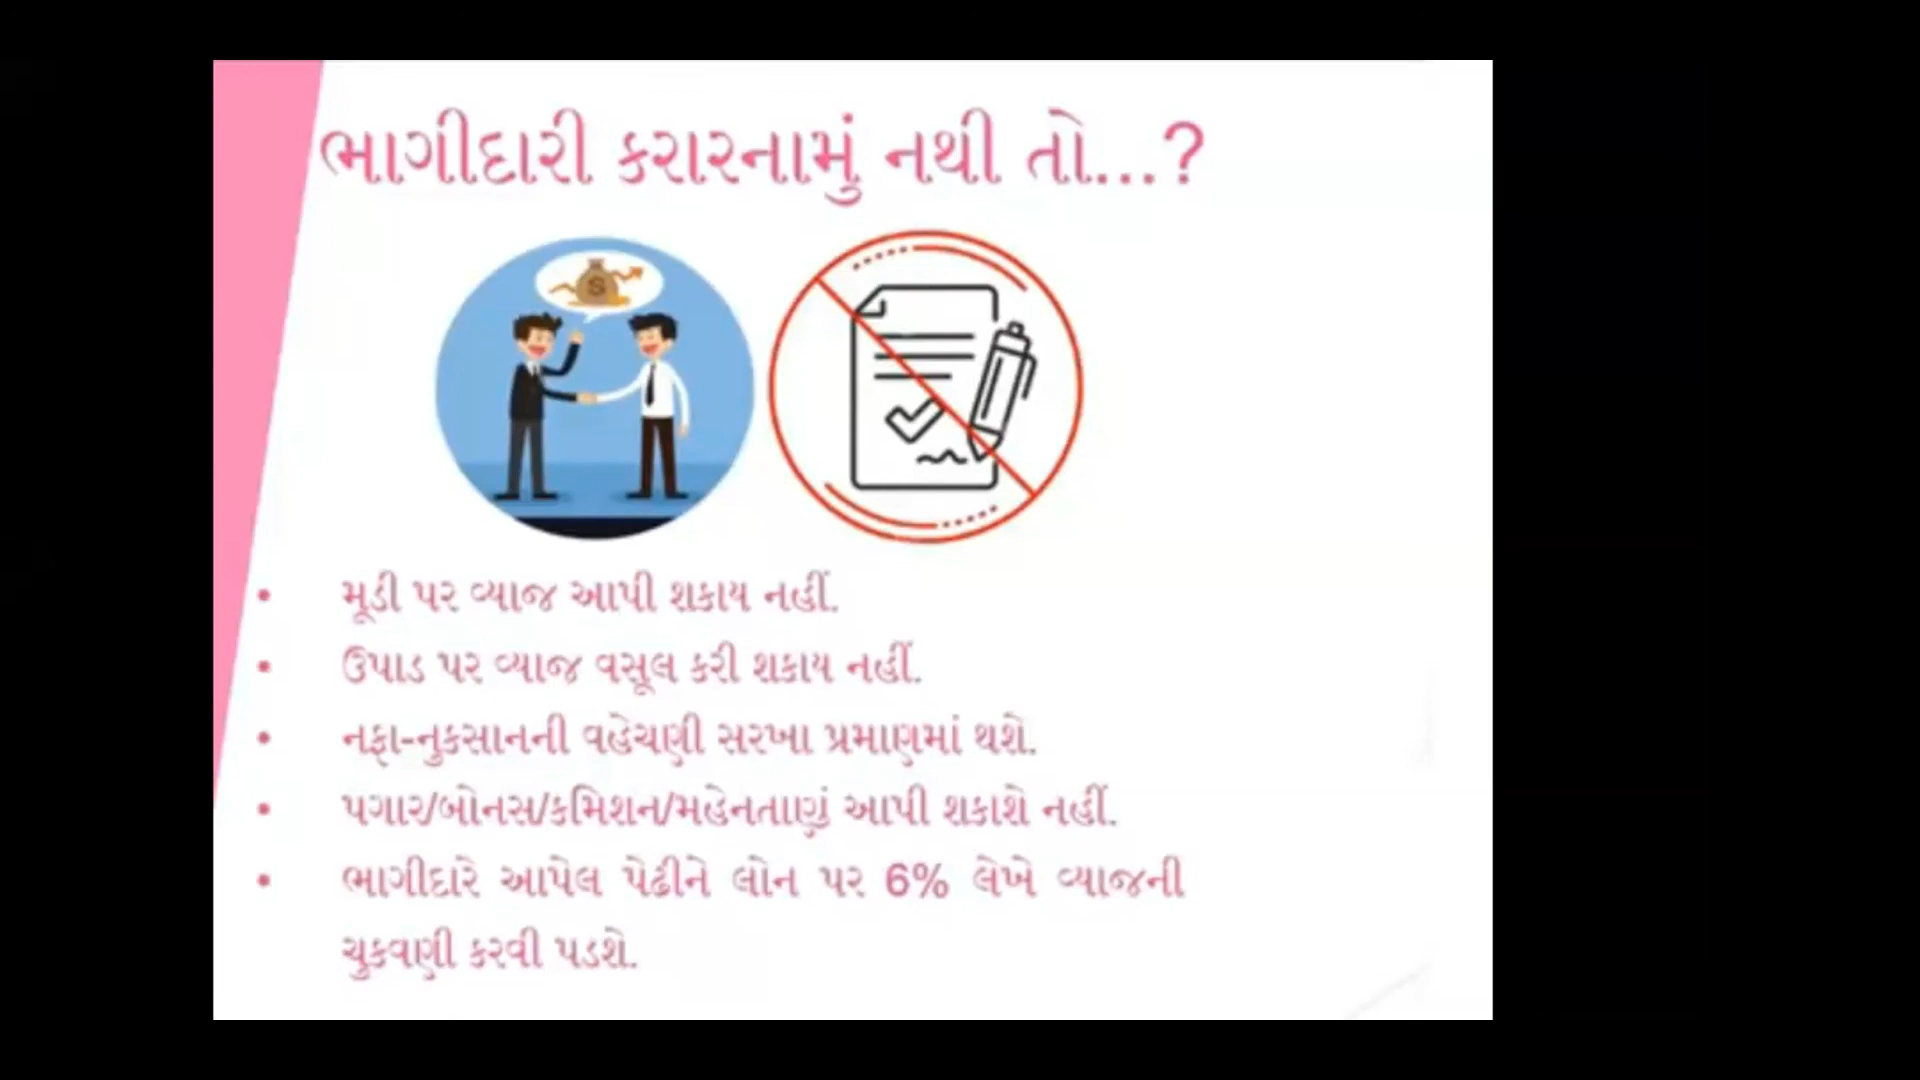 ભાગીદારી કરારનામું નથી તો...?
$
• મૂડી પર વ્યાજ આપી શકાય નહીં.
• ઉપાડ પર વ્યાજ વસૂલ કરી શકાય નહીં.
• નફા-નુકસાનની વહેચણી સરખા પ્રમાણમાં થશે.
• પગાર/બોનસ/કમિશન/મહેનતાણું આપી શકાશે નહીં.
• ભાગીદારે આપેલ પેઢીને લોન પર 6% લેખે વ્યાજની
ચુકવણી કરવી પડશે.